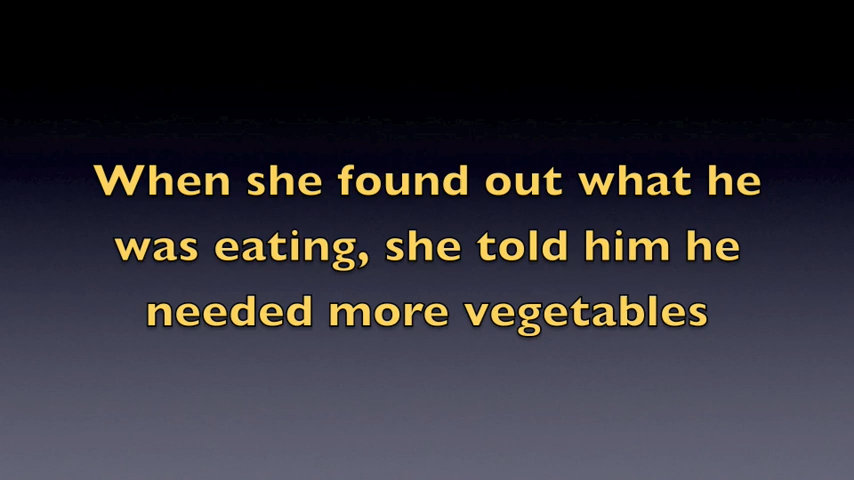 When she found out what he
was eating, she told him he
needed more vegetables